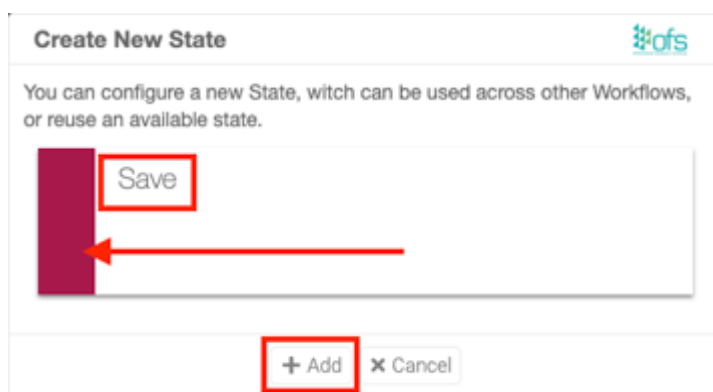 Create New State
ofs
You can configure a new State, witch can be used across other Workflows,
or reuse an available state.
Save
+ Add × Cancel